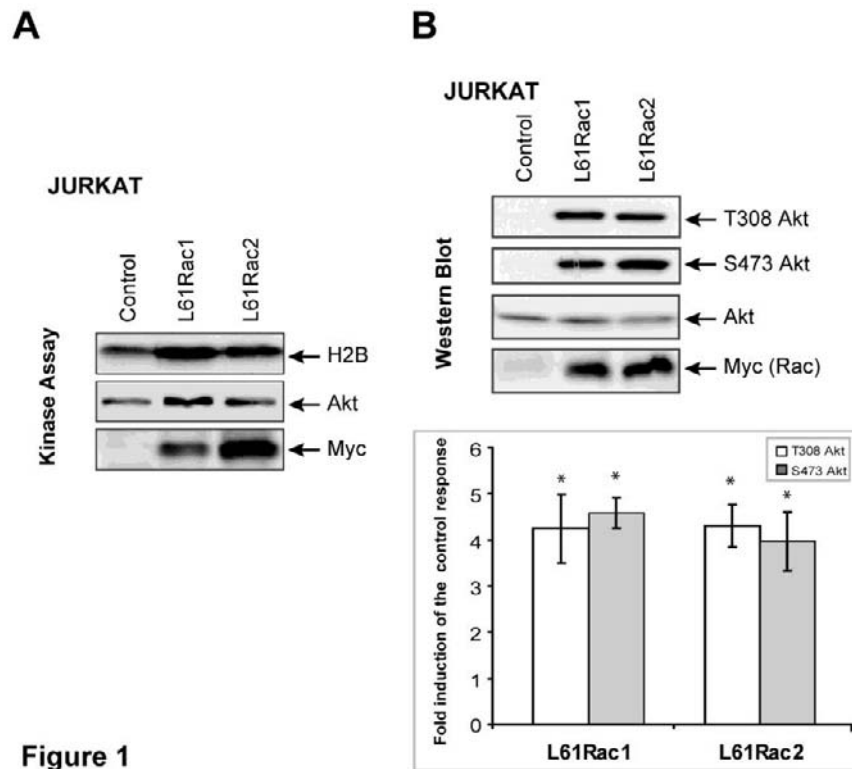 A
JURKAT
Control
L61Rac1
L61Rac2
Kinase Assay
H2B
Akt
Myc
B
JURKAT
Control
L61Rac1
L61Rac2
Western Blot
T308 Akt
S473 Akt
Akt
Myc (Rac)
Fold induction of the control response
6
5
4
3
2
1
0
T308 Akt
S473 Akt
* * * *
L61Rac1 L61Rac2
Figure 1